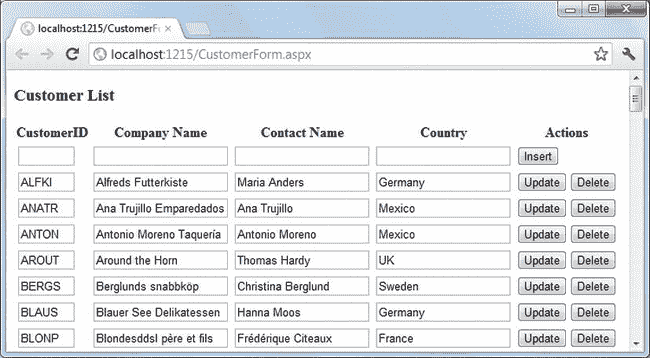 localhost:1215/CustomerF
localhost:1215/CustomerForm.aspx
Customer List
CustomerID Company Name Contact Name Country Actions
Insert
ALFKI Alfreds Futterkiste Maria Anders Germany Update Delete
ANATR Ana Trujillo Emparedados Ana Trujillo Mexico Update Delete
ANTON Antonio Moreno Taquería Antonio Moreno Mexico Update Delete
AROUT Around the Horn Thomas Hardy UK Update Delete
BERGS Berglunds snabbköp Christina Berglund Sweden Update Delete
BLAUS Blauer See Delikatessen Hanna Moos Germany Update Delete
BLONP Blondesddsl père et fils Frédérique Citeaux France Update Delete